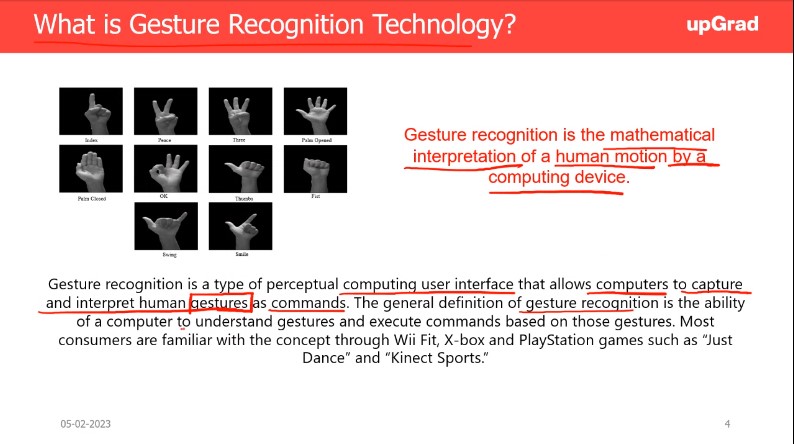 What is Gesture Recognition Technology?
upGrad
Index
Peace
Three
Palm Opened
Palm Closed
OK
Thumbs
Fist
Swing
Smile
Gesture recognition is the mathematical
interpretation of a human motion by a
computing device.
Gesture recognition is a type of perceptual computing user interface that allows computers to capture
and interpret human gestures as commands. The general definition of gesture recognition is the ability
of a computer to understand gestures and execute commands based on those gestures. Most
consumers are familiar with the concept through Wii Fit, X-box and PlayStation games such as “Just
Dance” and “Kinect Sports.”
05-02-2023
4